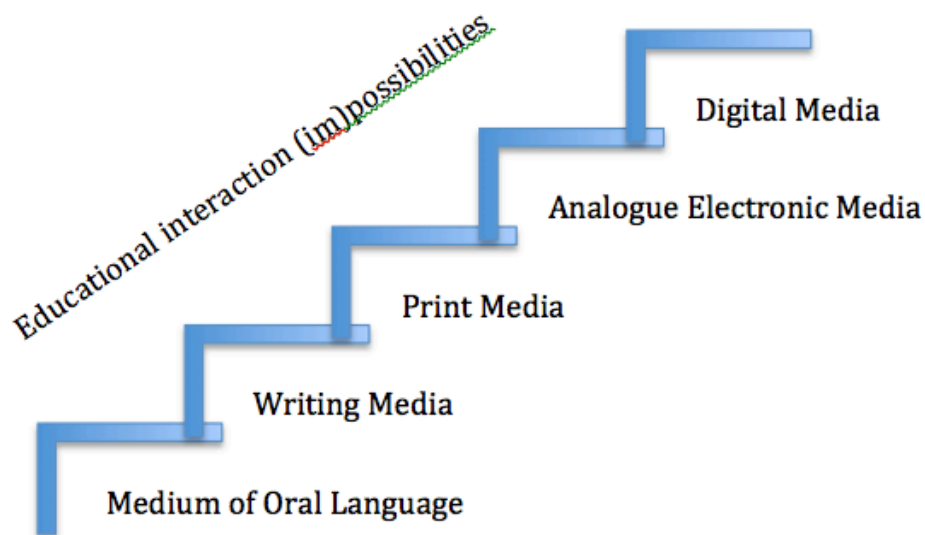 Educational interaction (im)possibilities
Digital Media
Analogue Electronic Media
Print Media
Writing Media
Medium of Oral Language